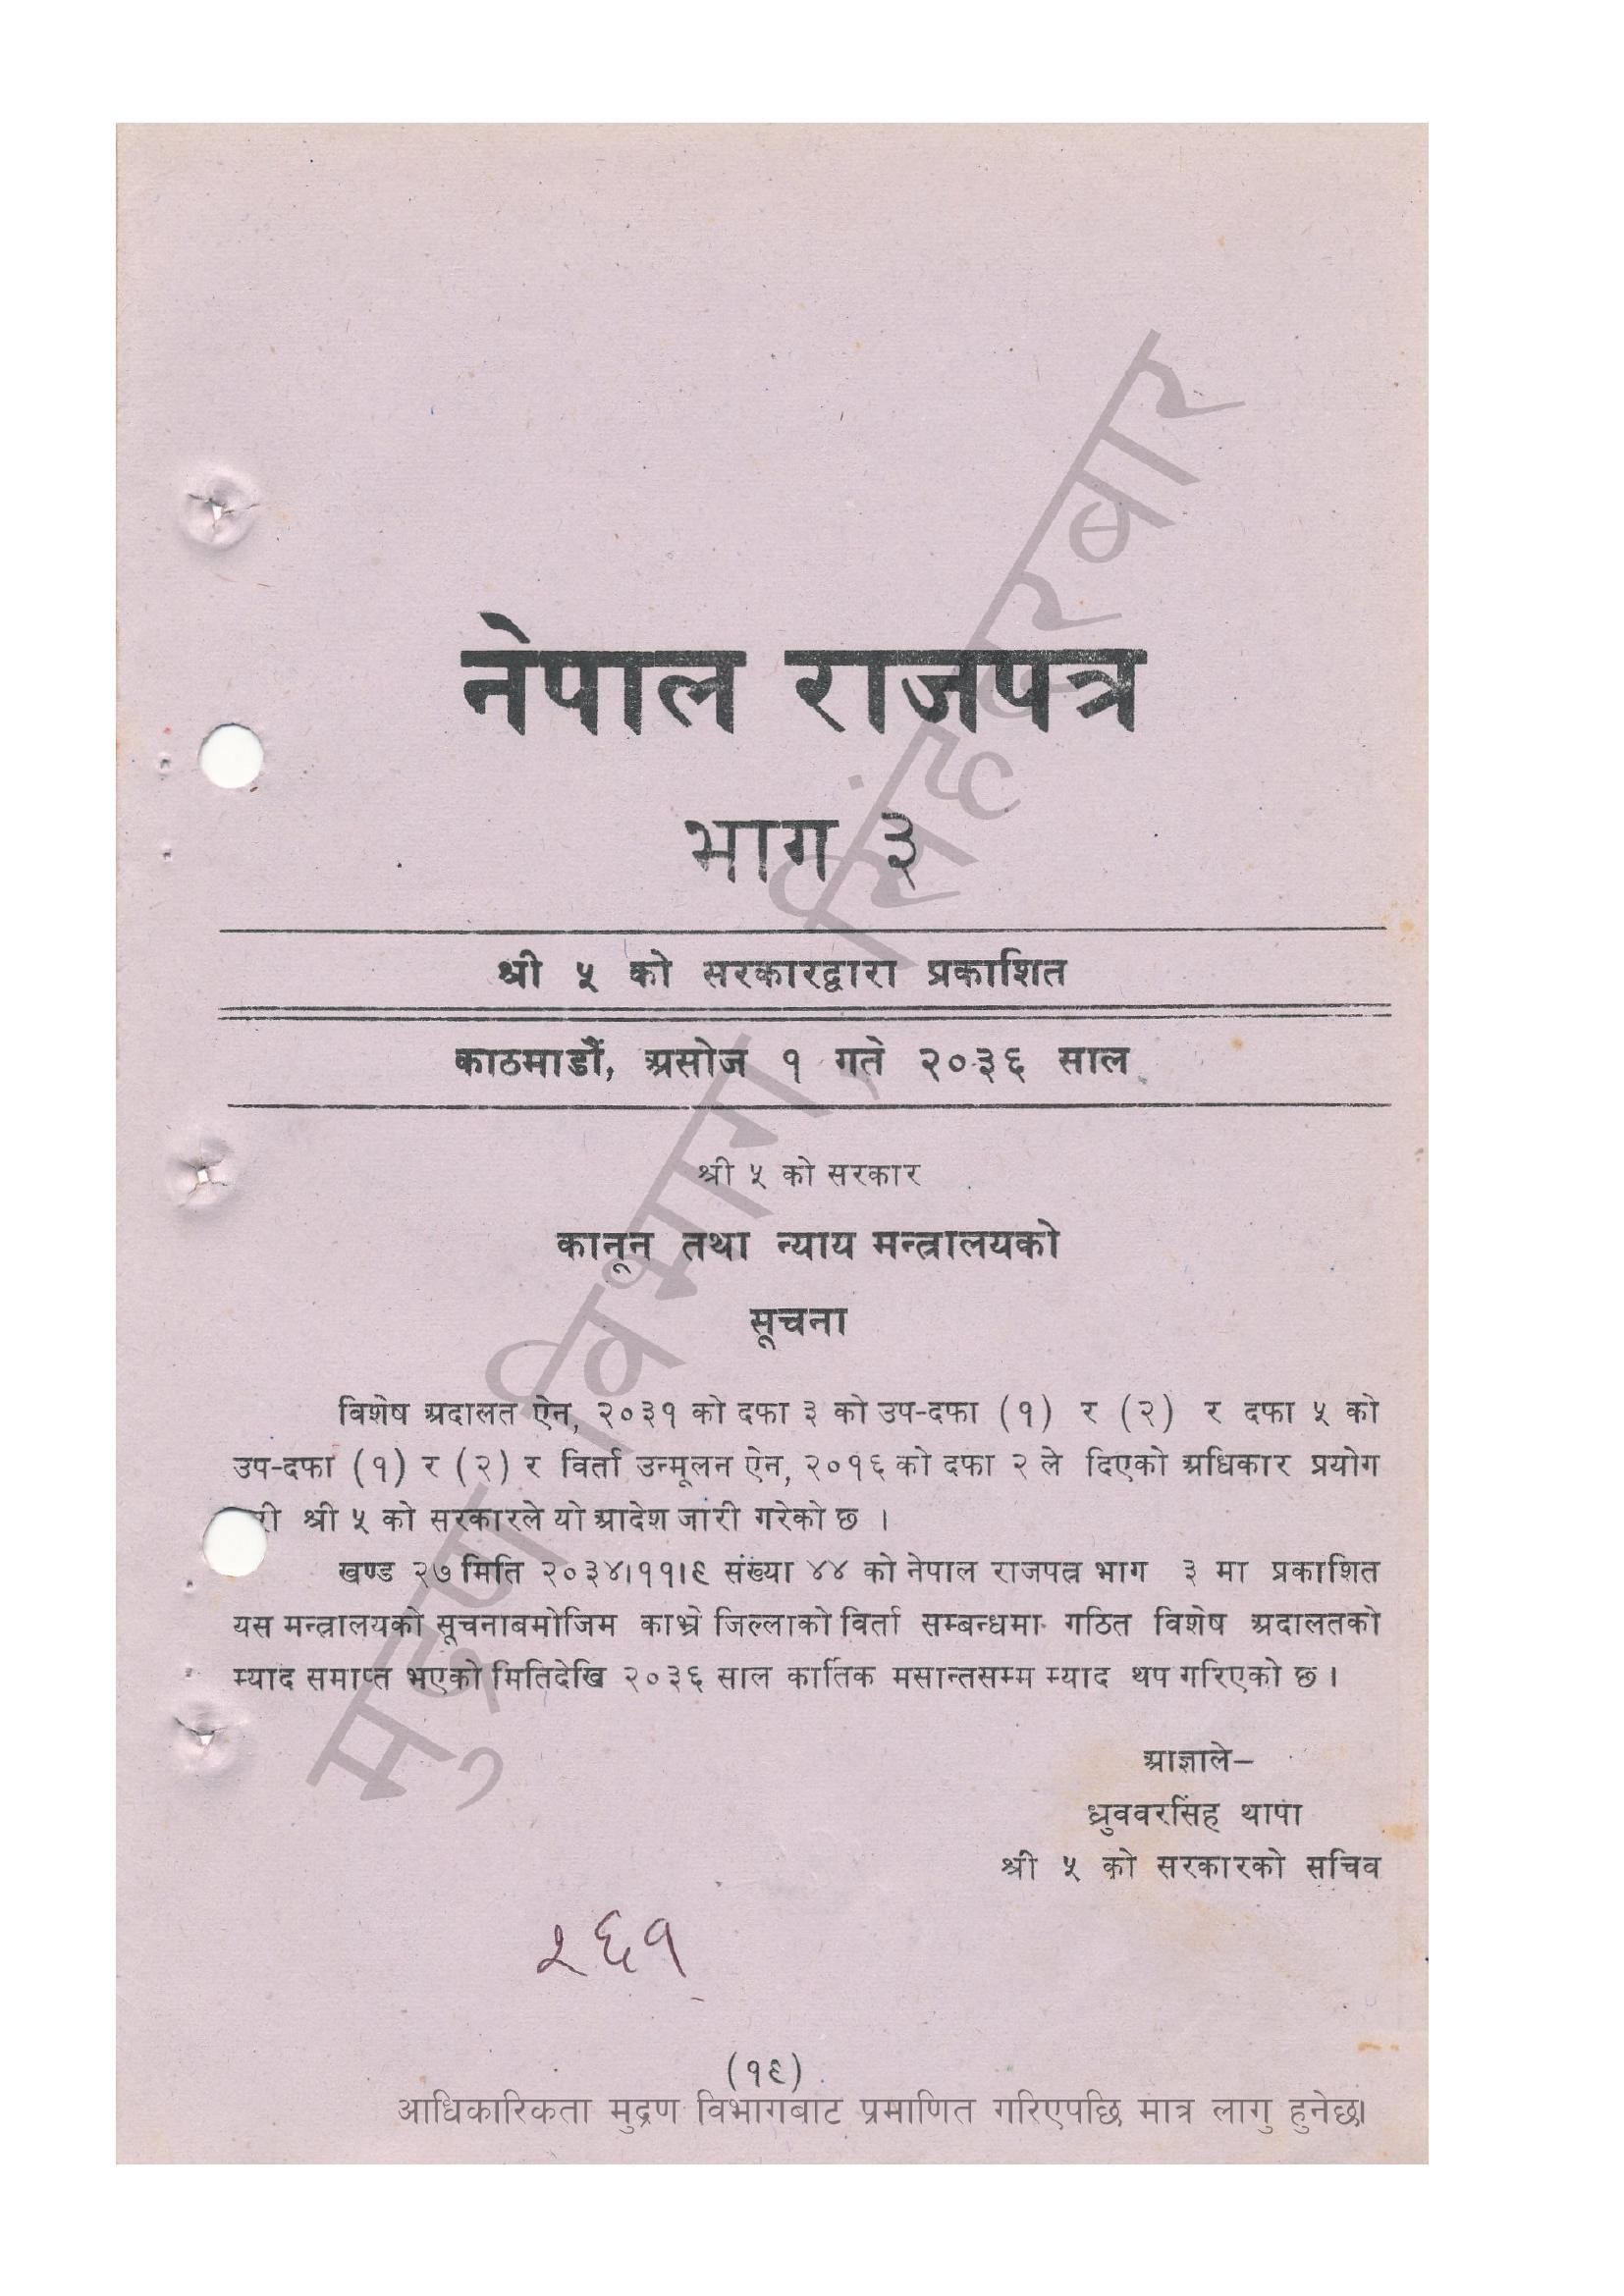 नेपाल राजपत्र
भाग ३
श्री ५ को सरकारद्वारा प्रकाशित
काठमाडौं, असोज १ गते २०३६ साल
श्री ५ को सरकार
कानून तथा न्याय मन्त्रालयको
सूचना
विशेष अदालत ऐन, २०३१ को दफा ३ को उप-दफा (१) र (२) र दफा ५ को
उप-दफा (१) र (२) र विर्ता उन्मूलन ऐन, २०१६ को दफा २ ले दिएको अधिकार प्रयोग
श्री ५ को सरकारले यो आदेश जारी गरेको छ ।
खण्ड २७ मिति २०३४।११।९ संख्या ४४ को नेपाल राजपत्र भाग ३ मा प्रकाशित
यस मन्त्रालयको सूचनाबमोजिम काभ्रे जिल्लाको विर्ता सम्बन्धमा गठित विशेष अदालतको
म्याद समाप्त भएको मितिदेखि २०३६ साल कार्तिक मसान्तसम्म म्याद थप गरिएको छ ।
आज्ञाले–
ध्रुववरसिंह थापा
श्री ५ को सरकारको सचिव
२६१
(१९)
आधिकारिकता मुद्रण विभागबाट प्रमाणित गरिएपछि मात्र लागु हुनेछ।
मुद्रण विभाग, सिंहदरबार